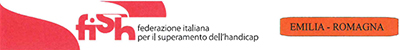 fish federazione italiana
per il superamento dell'handicap
EMILIA - ROMAGNA